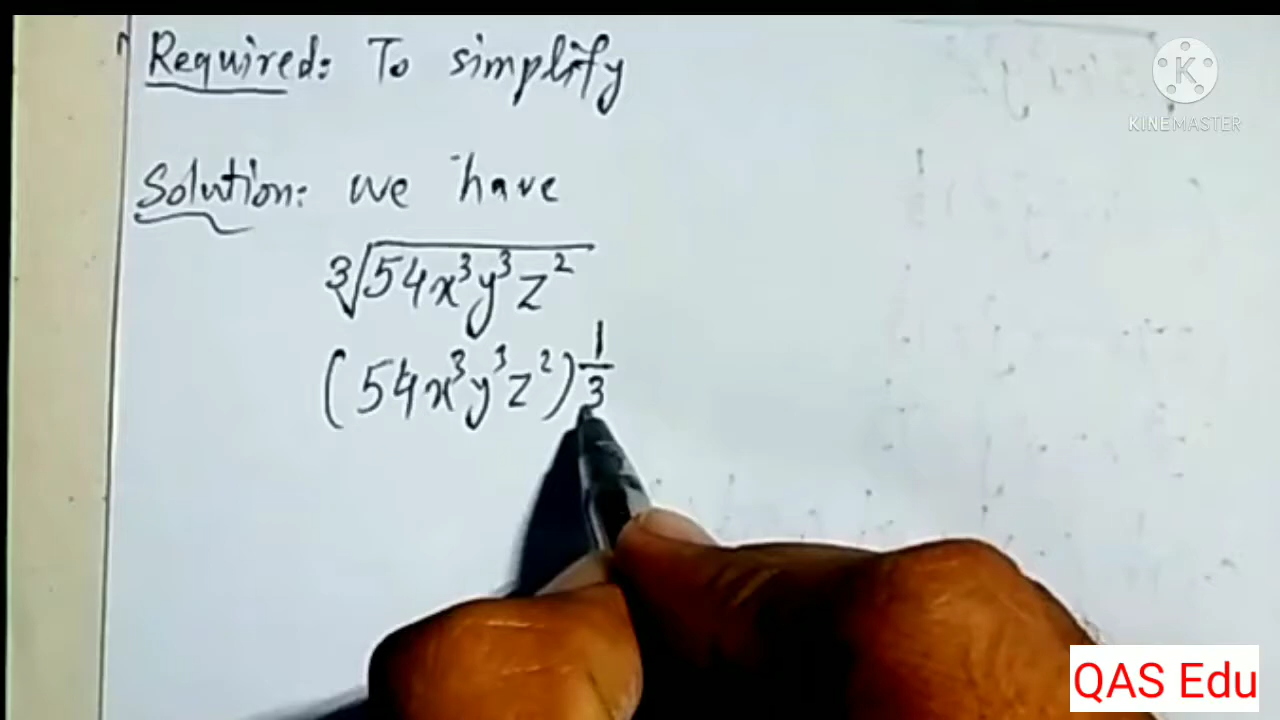 Required: To simplify
Solution: we have
∛(54x³y³z²)
(54x³y³z²)^(1/3)
KINEMASTER
QAS Edu